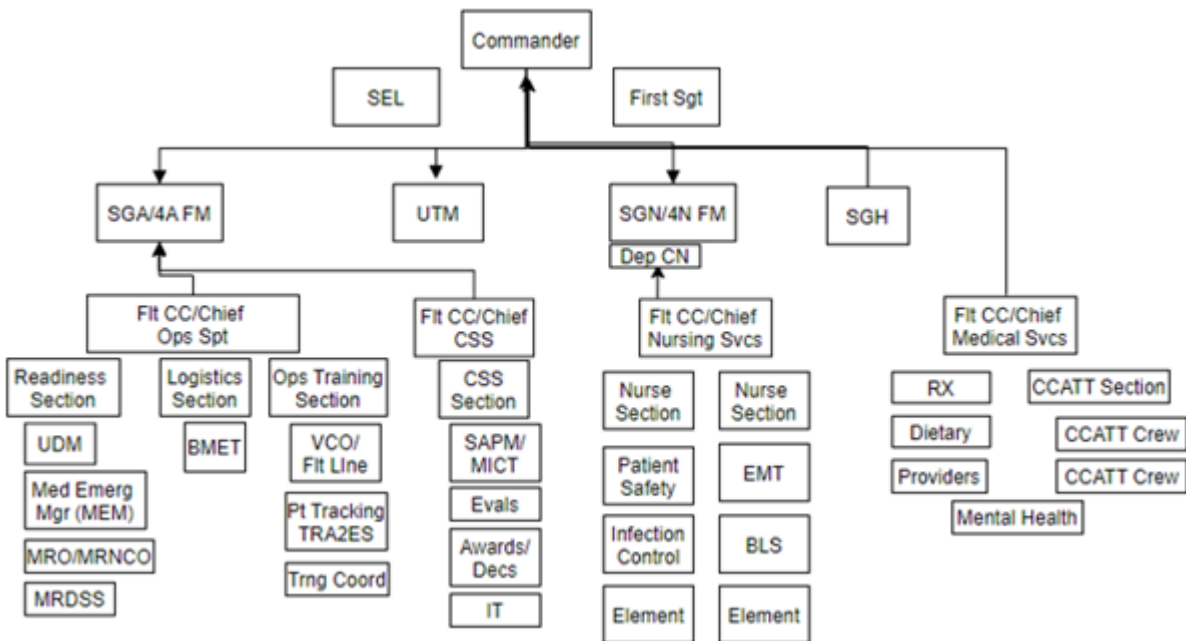 Commander
SEL
First Sgt
SGA/4A FM
UTM
SGN/4N FM
SGH
Dep CN
Flt CC/Chief
Ops Spt
Flt CC/Chief
CSS
Flt CC/Chief
Nursing Svcs
Flt CC/Chief
Medical Svcs
Readiness
Section
UDM
Med Emerg
Mgr (MEM)
MRO/MRNCO
MRDSS
Logistics
Section
BMET
Ops Training
Section
VCO/
Flt LIne
Pt Tracking
TRA2ES
Trng Coord
CSS
Section
SAPM/
MICT
Evals
Awards/
Decs
IT
Nurse
Section
Patient
Safety
Infection
Control
Element
Nurse
Section
EMT
BLS
Element
RX
Dietary
Providers
Mental Health
CCATT Section
CCATT Crew
CCATT Crew